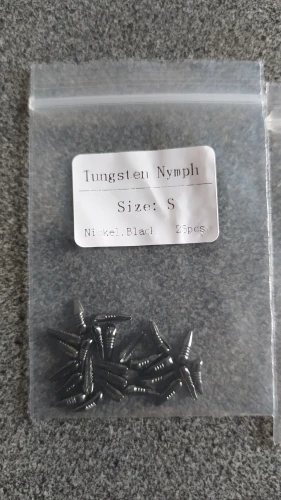 Tungsten Nymph
Size: S
Nickel.Black 25pcs